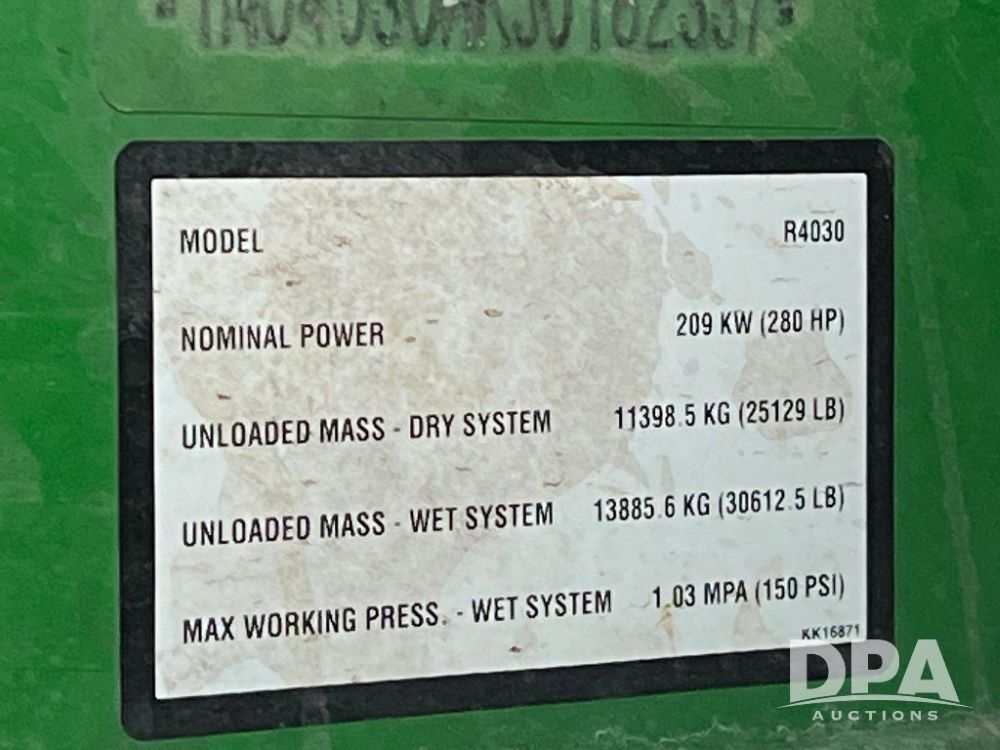 MODEL R4030
NOMINAL POWER 209 KW (280 HP)
UNLOADED MASS - DRY SYSTEM 11398.5 KG (25129 LB)
UNLOADED MASS - WET SYSTEM 13885.6 KG (30612.5 LB)
MAX WORKING PRESS. - WET SYSTEM 1.03 MPA (150 PSI)
KK16871
DPA
AUCTIONS